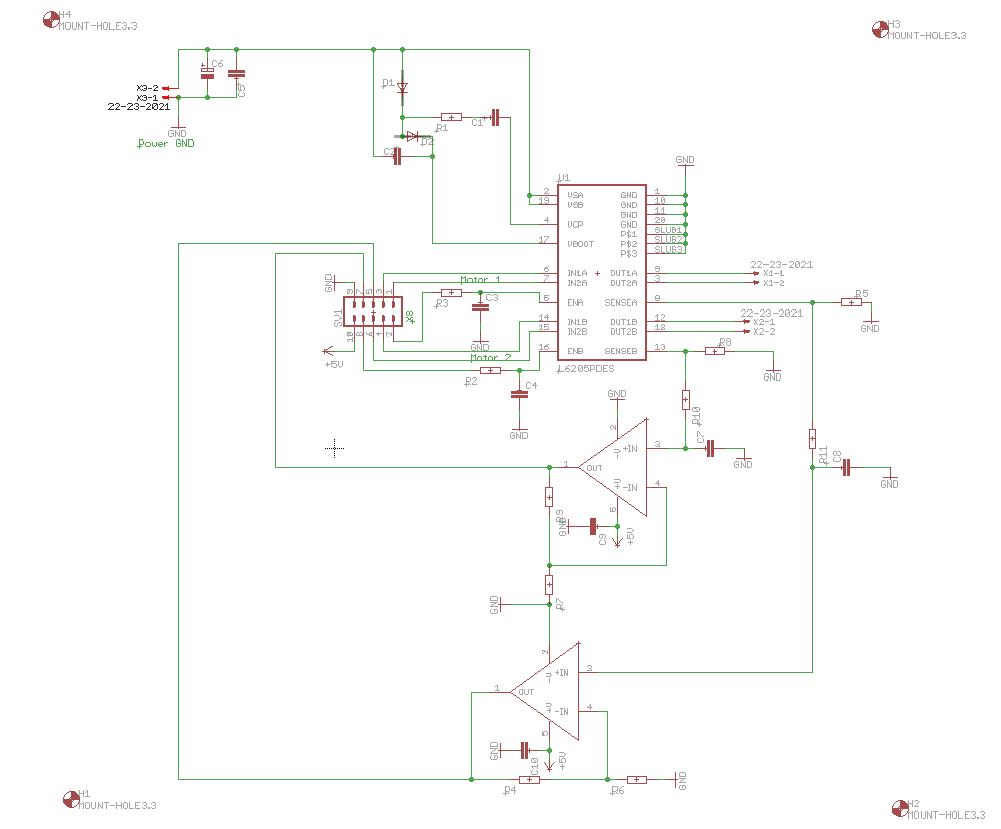 H4
MOUNT-HOLE3.3
H3
MOUNT-HOLE3.3
C6
C5
X3-2
X3-1
22-23-2021
GND
Power GND
D1
R1
C1
D2
C2
GND
U1
2 VSA GND 1
19 VSB GND 10
GND 11
4 VCP GND 20
P$1 SLUG1
17 VBOOT P$2 SLUG2
P$3 SLUG3
22-23-2021
6 IN1A OUT1A
7 IN2A OUT2A
X1-1
X1-2
5 ENA SENSEA
14 IN1B OUT1B 12
15 IN2B OUT2B 18
16 ENB SENSEB 13
L6205PDES
22-23-2021
X2-1
X2-2
Motor 1
GND
9 7 5 3 1
R3
C3
SV1
10 8 6 4 2
GND
+5V
Motor 2
R2
C4
GND
R5
GND
R8
GND
R10
C7
GND
R11
C8
GND
GND
2
1 OUT
+IN 3
-V
+V
-IN 4
5
R9
GND
C9
+5V
R7
GND
2
1 OUT
+IN 3
-V
+V
-IN 4
5
GND
C10
+5V
R4
R6
GND
H1
MOUNT-HOLE3.3
H2
MOUNT-HOLE3.3